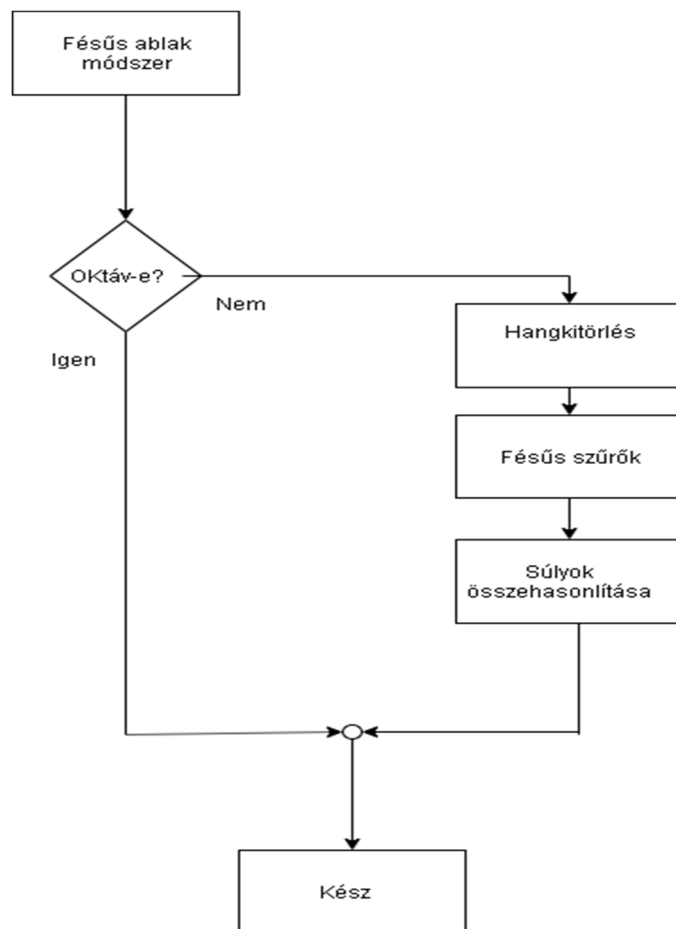 Fésűs ablak
módszer
OKtáv-e?
Nem
Igen
Hangkitörlés
Fésűs szűrők
Súlyok
összehasonlítása
Kész